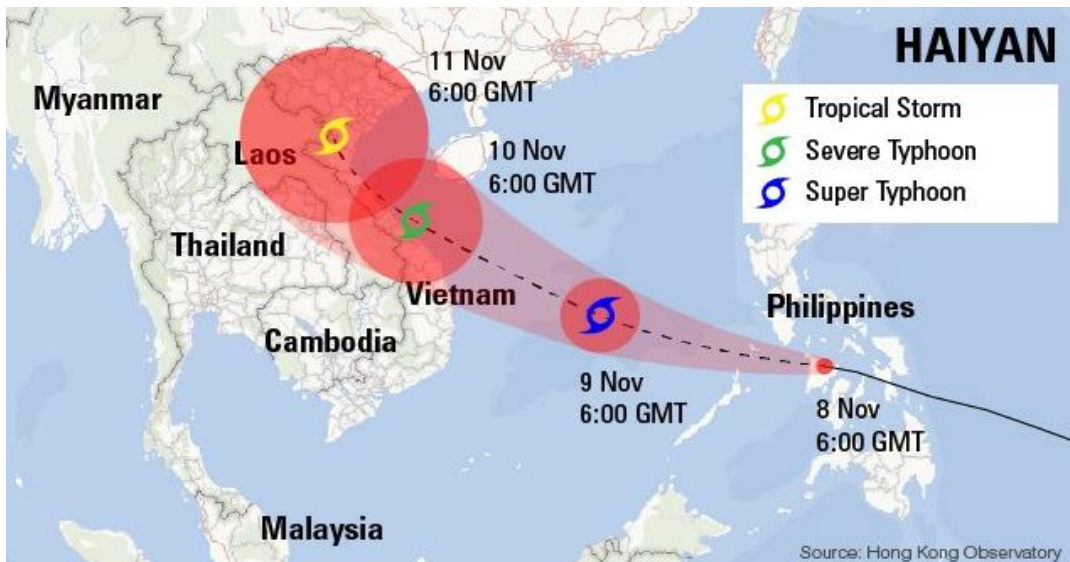 HAIYAN
Tropical Storm
Severe Typhoon
Super Typhoon
11 Nov
6:00 GMT
10 Nov
6:00 GMT
9 Nov
6:00 GMT
8 Nov
6:00 GMT
Myanmar
Laos
Thailand
Vietnam
Cambodia
Philippines
Malaysia
Source: Hong Kong Observatory